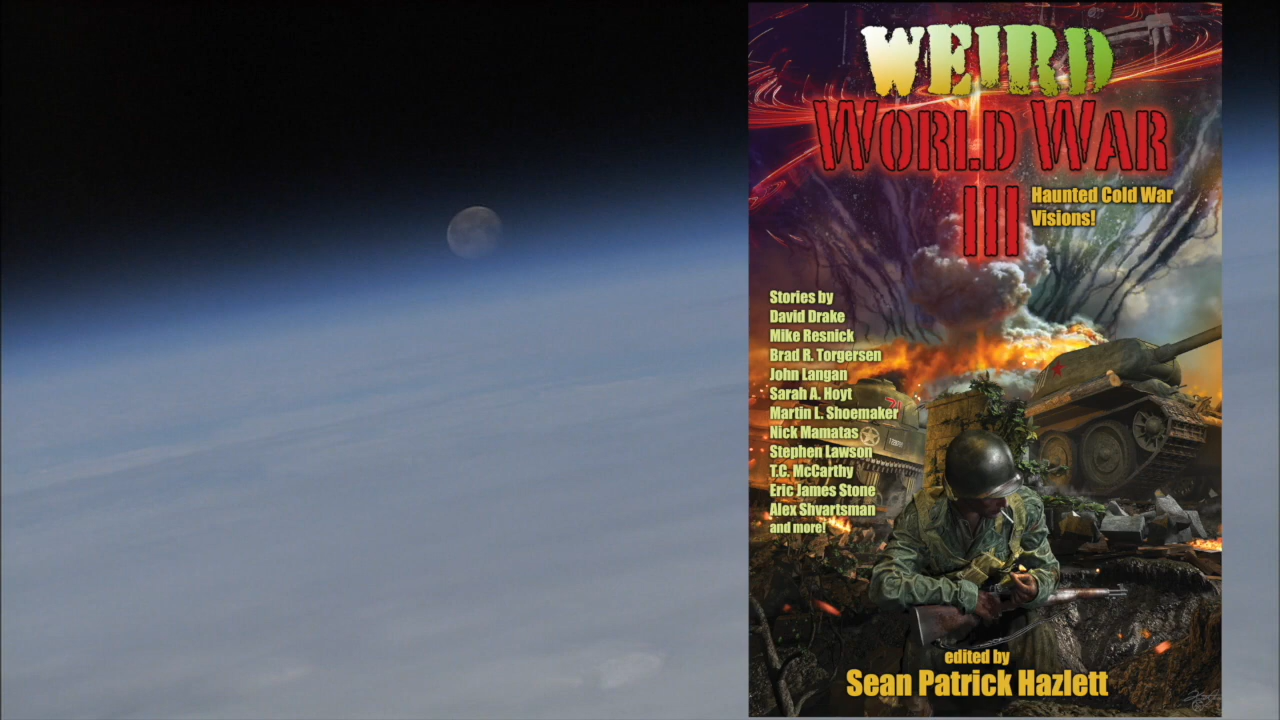 WEIRD
WORLD WAR
III
Haunted Cold War
Visions!
Stories by
David Drake
Mike Resnick
Brad R. Torgersen
John Langan
Sarah A. Hoyt
Martin L. Shoemaker
Nick Mamatas
Stephen Lawson
T.C. McCarthy
Eric James Stone
Alex Shvartsman
and more!
edited by
Sean Patrick Hazlett